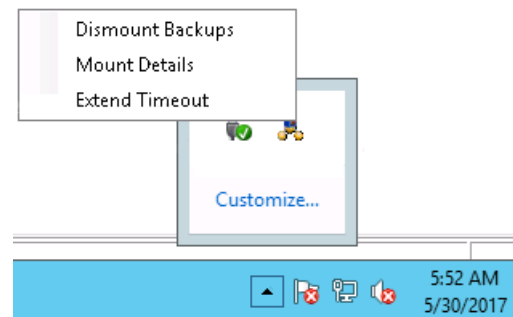 Dismount Backups
Mount Details
Extend Timeout
Customize...
5:52 AM
5/30/2017